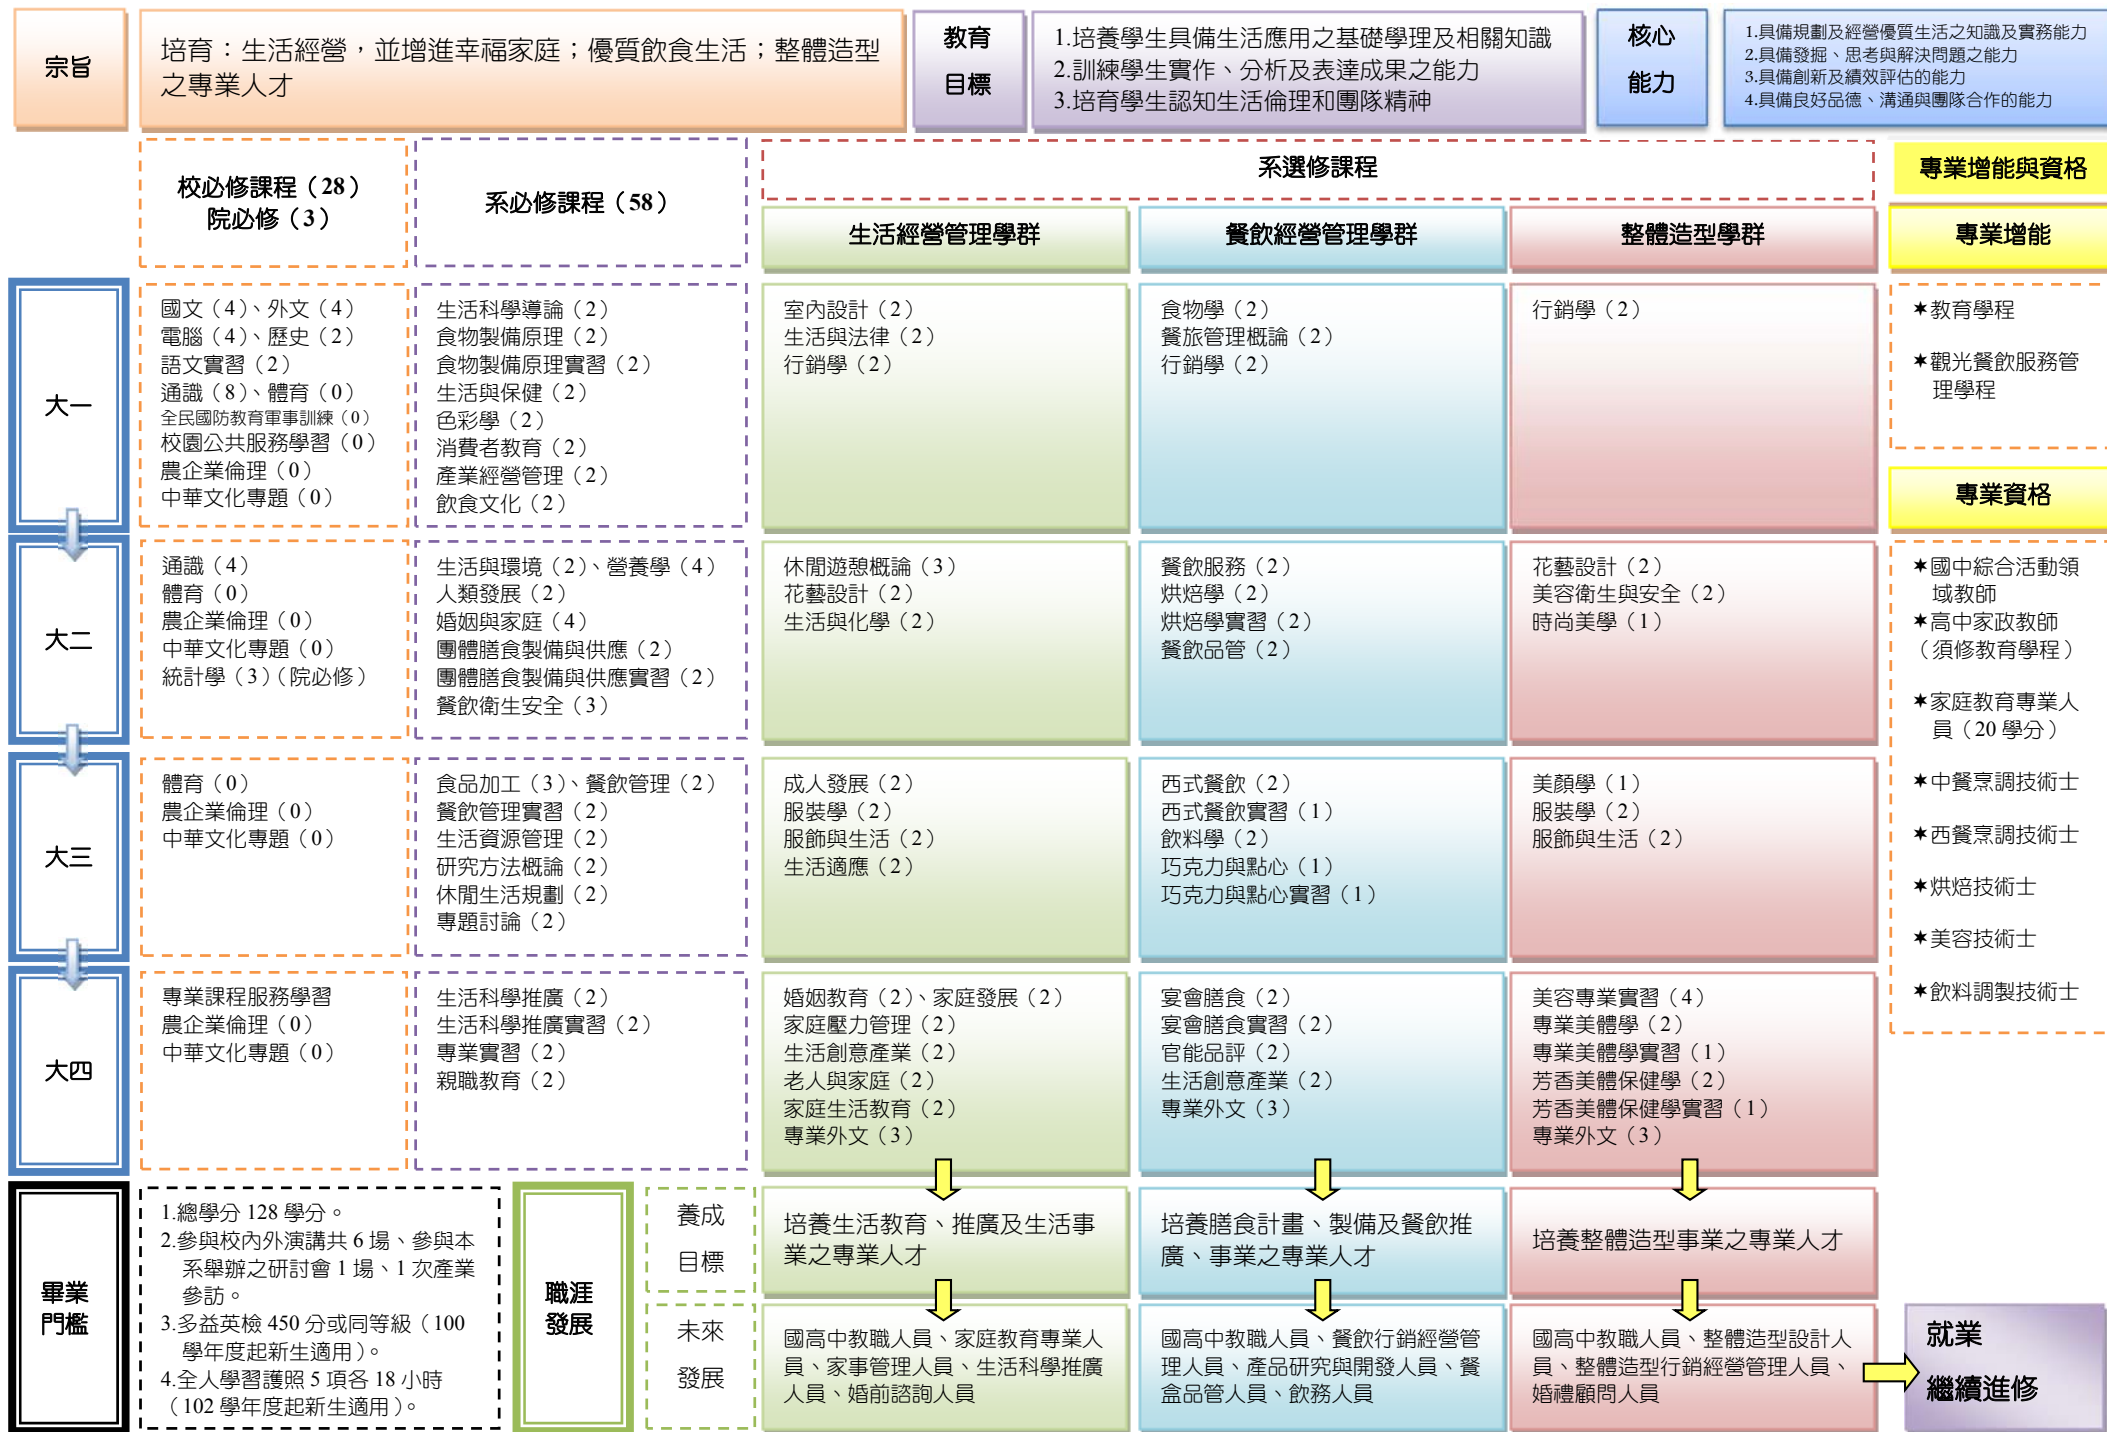 宗旨
培育：生活經營，並增進幸福家庭；優質飲食生活；整體造型
之專業人才
教育
目標
1.培養學生具備生活應用之基礎學理及相關知識
2.訓練學生實作、分析及表達成果之能力
3.培育學生認知生活倫理和團隊精神
核心
能力
1.具備規劃及經營優質生活之知識及實務能力
2.具備發掘、思考與解決問題之能力
3.具備創新及績效評估的能力
4.具備良好品德、溝通與團隊合作的能力
校必修課程（28）
院必修（3）
系必修課程（58）
系選修課程
生活經營管理學群
餐飲經營管理學群
整體造型學群
專業增能與資格
專業增能
大一
國文（4）、外文（4）
電腦（4）、歷史（2）
語文實習（2）
通識（8）、體育（0）
全民國防教育軍事訓練（0）
校園公共服務學習（0）
農企業倫理（0）
中華文化專題（0）
生活科學導論（2）
食物製備原理（2）
食物製備原理實習（2）
生活與保健（2）
色彩學（2）
消費者教育（2）
產業經營管理（2）
飲食文化（2）
室內設計（2）
生活與法律（2）
行銷學（2）
食物學（2）
餐旅管理概論（2）
行銷學（2）
行銷學（2）
★教育學程
★觀光餐飲服務管
理學程
專業資格
大二
通識（4）
體育（0）
農企業倫理（0）
中華文化專題（0）
統計學（3）（院必修）
生活與環境（2）、營養學（4）
人類發展（2）
婚姻與家庭（4）
團體膳食製備與供應（2）
團體膳食製備與供應實習（2）
餐飲衛生安全（3）
休閒遊憩概論（3）
花藝設計（2）
生活與化學（2）
餐飲服務（2）
烘焙學（2）
烘焙學實習（2）
餐飲品管（2）
花藝設計（2）
美容衛生與安全（2）
時尚美學（1）
★國中綜合活動領
域教師
★高中家政教師
（須修教育學程）
★家庭教育專業人
員（20 學分）
★中餐烹調技術士
★西餐烹調技術士
★烘焙技術士
★美容技術士
★飲料調製技術士
大三
體育（0）
農企業倫理（0）
中華文化專題（0）
食品加工（3）、餐飲管理（2）
餐飲管理實習（2）
生活資源管理（2）
研究方法概論（2）
休閒生活規劃（2）
專題討論（2）
成人發展（2）
服裝學（2）
服飾與生活（2）
生活適應（2）
西式餐飲（2）
西式餐飲實習（1）
飲料學（2）
巧克力與點心（1）
巧克力與點心實習（1）
美顏學（1）
服裝學（2）
服飾與生活（2）
大四
專業課程服務學習
農企業倫理（0）
中華文化專題（0）
生活科學推廣（2）
生活科學推廣實習（2）
專業實習（2）
親職教育（2）
婚姻教育（2）、家庭發展（2）
家庭壓力管理（2）
生活創意產業（2）
老人與家庭（2）
家庭生活教育（2）
專業外文（3）
宴會膳食（2）
宴會膳食實習（2）
官能品評（2）
生活創意產業（2）
專業外文（3）
美容專業實習（4）
專業美體學（2）
專業美體學實習（1）
芳香美體保健學（2）
芳香美體保健學實習（1）
專業外文（3）
畢業
門檻
1.總學分 128 學分。
2.參與校內外演講共 6 場、參與本
系舉辦之研討會 1 場、1 次產業
參訪。
3.多益英檢 450 分或同等級（100
學年度起新生適用）。
4.全人學習護照 5 項各 18 小時
（102 學年度起新生適用）。
職涯
發展
養成
目標
培養生活教育、推廣及生活事
業之專業人才
培養膳食計畫、製備及餐飲推
廣、事業之專業人才
培養整體造型事業之專業人才
未來
發展
國高中教職人員、家庭教育專業人
員、家事管理人員、生活科學推廣
人員、婚前諮詢人員
國高中教職人員、餐飲行銷經營管
理人員、產品研究與開發人員、餐
盒品管人員、飲務人員
國高中教職人員、整體造型設計人
員、整體造型行銷經營管理人員、
婚禮顧問人員
就業
繼續進修